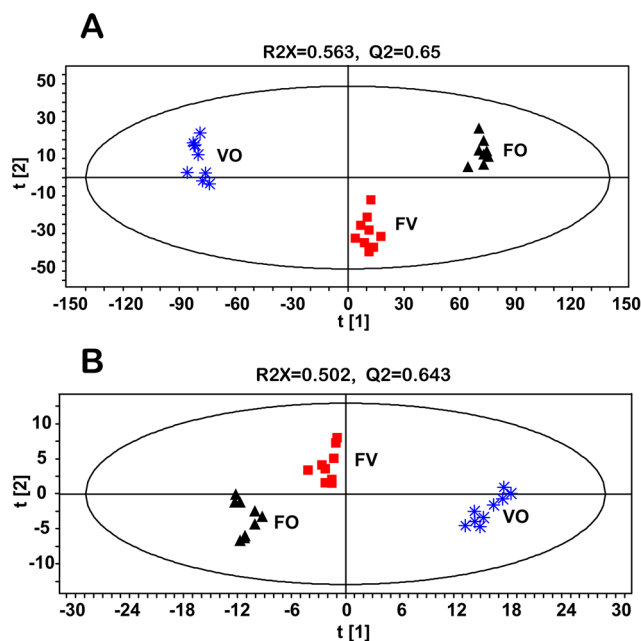 A
R2X=0.563, Q2=0.65
50
30
10
-10
-30
-50
t [2]
VO
FO
FV
-150 -120 -90 -60 -30 0 30 60 90 120 150
t [1]
B
R2X=0.502, Q2=0.643
10
5
0
-5
-10
t [2]
FV
FO
VO
-30 -24 -18 -12 -6 0 6 12 18 24 30
t [1]